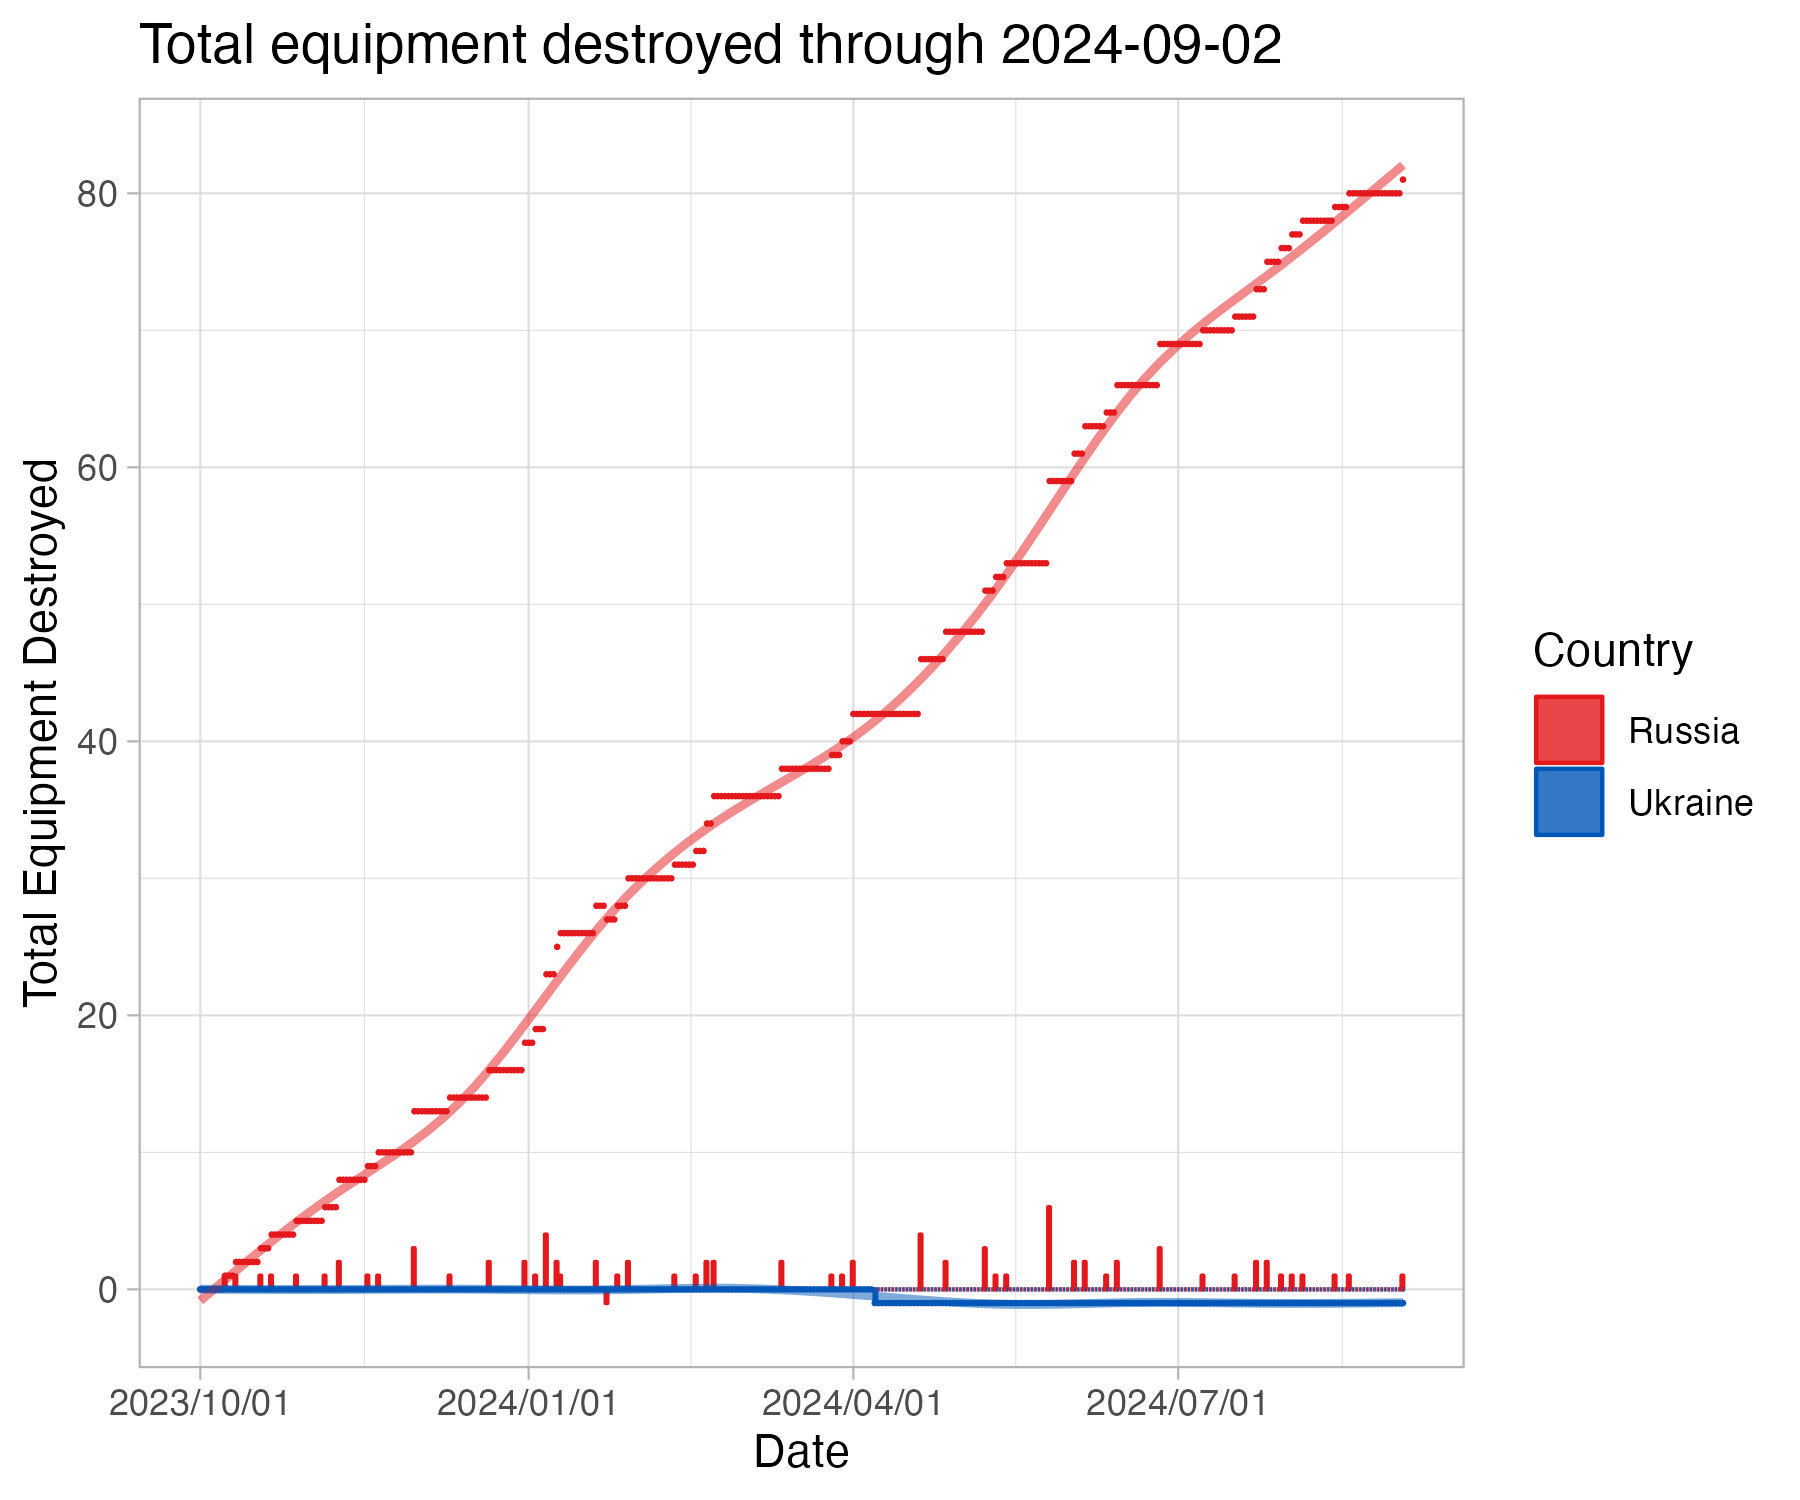 Total equipment destroyed through 2024-09-02
Total Equipment Destroyed
80
60
40
20
0
2023/10/01
2024/01/01
2024/04/01
2024/07/01
Date
Country
Russia
Ukraine